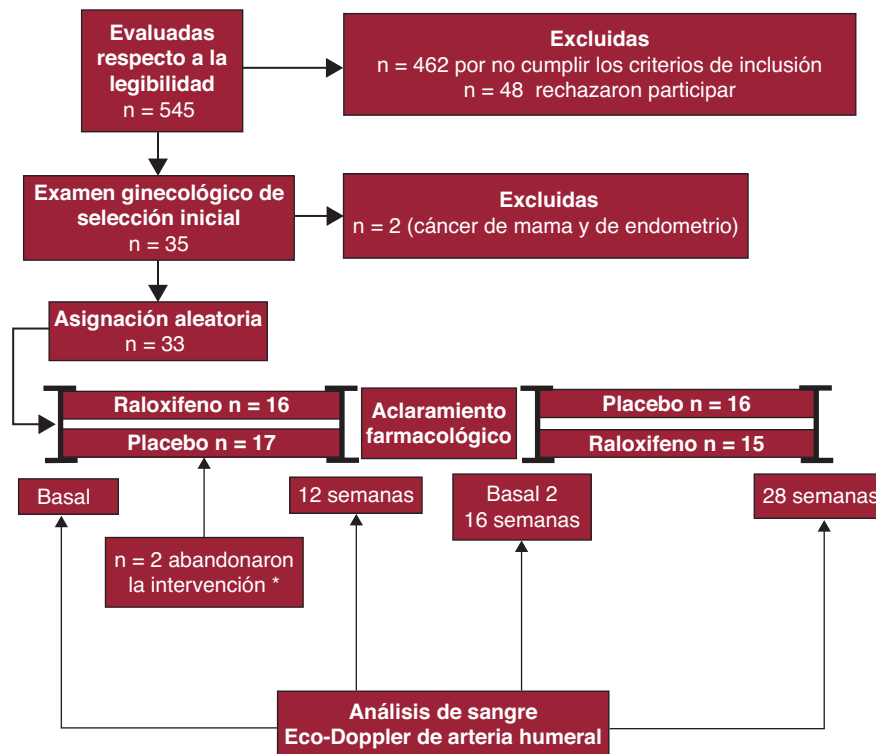 Evaluadas
respecto a la
legibilidad
n = 545
Excluidas
n = 462 por no cumplir los criterios de inclusión
n = 48 rechazaron participar
Examen ginecológico de
selección inicial
n = 35
Excluidas
n = 2 (cáncer de mama y de endometrio)
Asignación aleatoria
n = 33
Raloxifeno n = 16
Placebo n = 17
Aclaramiento
farmacológico
Placebo n = 16
Raloxifeno n = 15
Basal
12 semanas
Basal 2
16 semanas
28 semanas
n = 2 abandonaron
la intervención *
Análisis de sangre
Eco-Doppler de arteria humeral